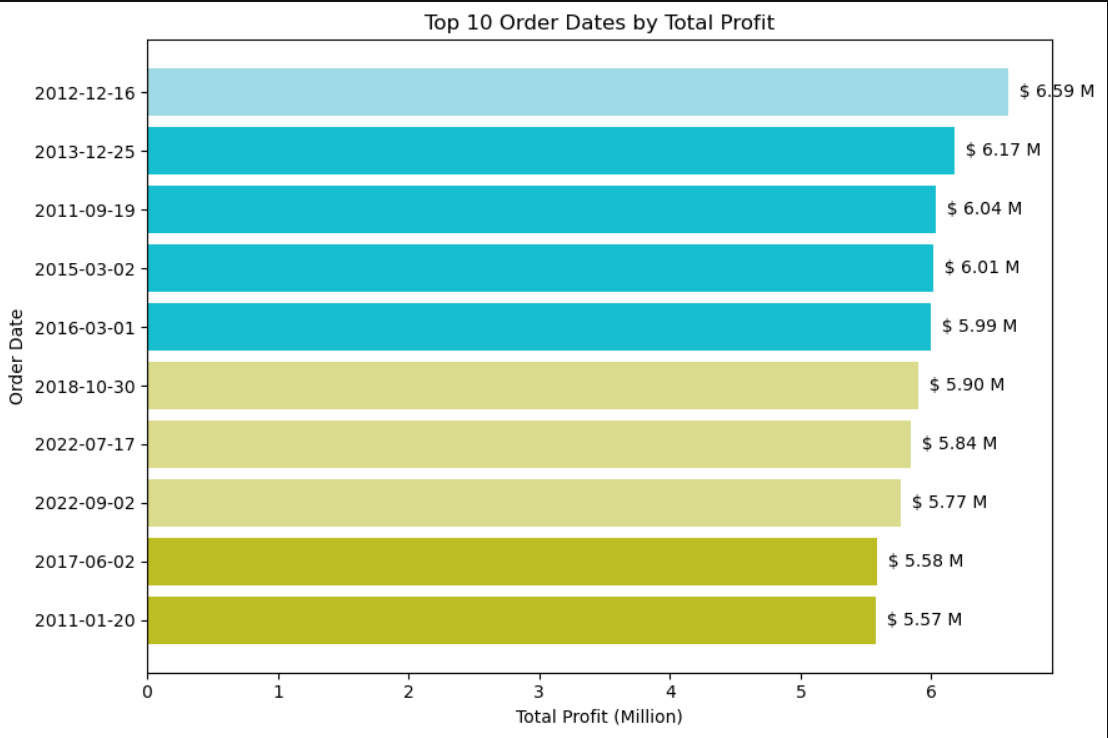 Top 10 Order Dates by Total Profit
Order Date
2012-12-16 $ 6.59 M
2013-12-25 $ 6.17 M
2011-09-19 $ 6.04 M
2015-03-02 $ 6.01 M
2016-03-01 $ 5.99 M
2018-10-30 $ 5.90 M
2022-07-17 $ 5.84 M
2022-09-02 $ 5.77 M
2017-06-02 $ 5.58 M
2011-01-20 $ 5.57 M
0 1 2 3 4 5 6
Total Profit (Million)